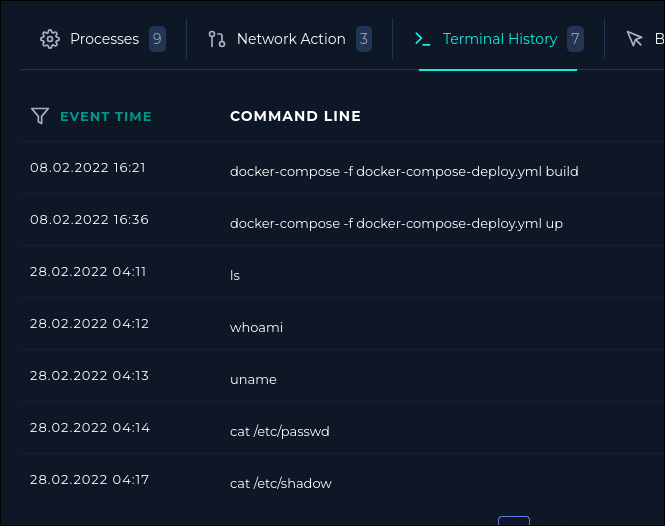 Processes 9 Network Action 3 Terminal History 7 B
EVENT TIME COMMAND LINE
08.02.2022 16:21 docker-compose -f docker-compose-deploy.yml build
08.02.2022 16:36 docker-compose -f docker-compose-deploy.yml up
28.02.2022 04:11 ls
28.02.2022 04:12 whoami
28.02.2022 04:13 uname
28.02.2022 04:14 cat /etc/passwd
28.02.2022 04:17 cat /etc/shadow